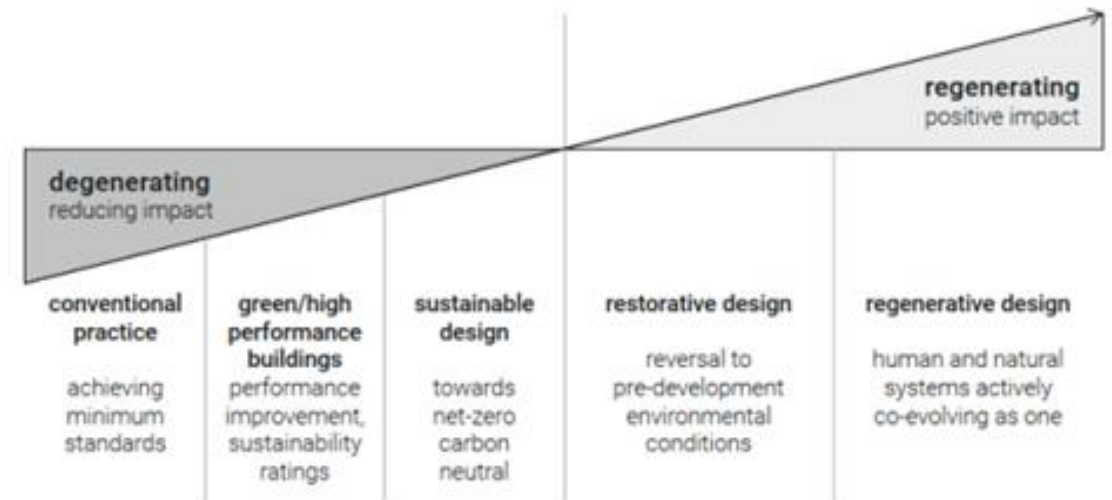 regenerating
positive impact
degenerating
reducing impact
conventional
practice
achieving
minimum
standards
green/high
performance
buildings
performance
improvement,
sustainability
ratings
sustainable
design
towards
net-zero
carbon
neutral
restorative design
reversal to
pre-development
environmental
conditions
regenerative design
human and natural
systems actively
co-evolving as one